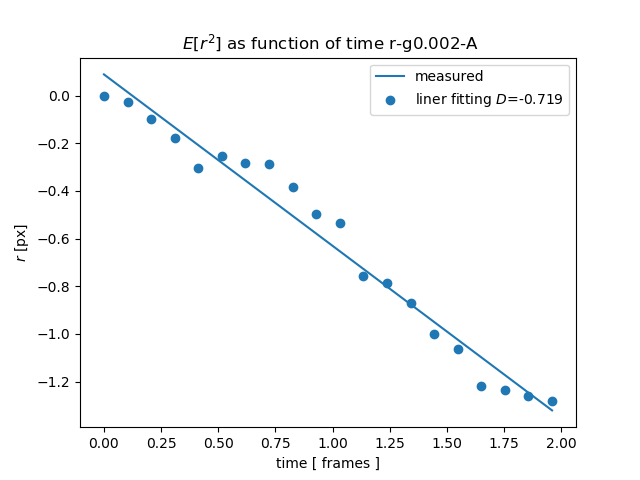 E[r²] as function of time r-g0.002-A
measured
liner fitting D=-0.719
0.0
−0.2
−0.4
−0.6
−0.8
−1.0
−1.2
r [px]
0.00 0.25 0.50 0.75 1.00 1.25 1.50 1.75 2.00
time [ frames ]